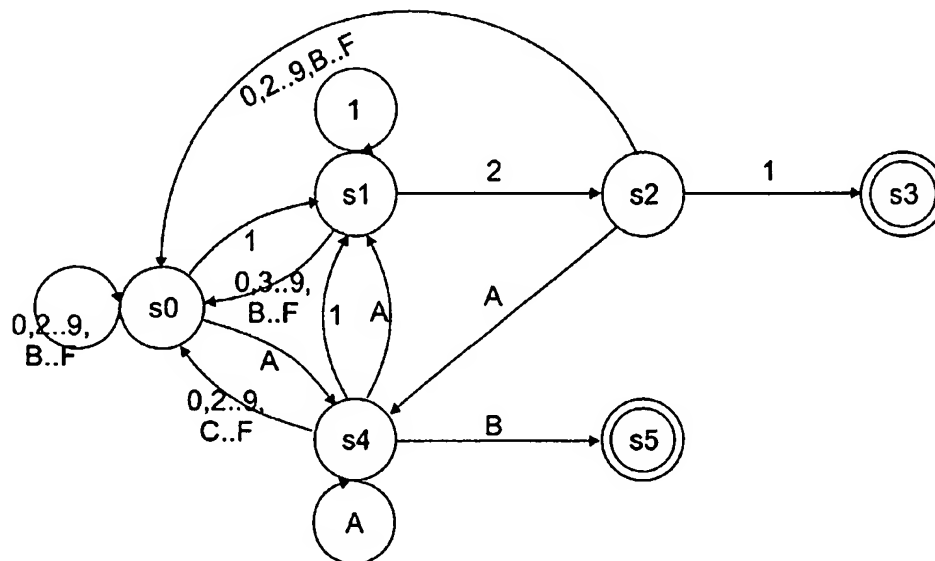 0,2..9,B..F
1
s1
2
s2
1
s3
1
0,3..9,
B..F
s0
0,2..9,
B..F
A
1
A
A
0,2..9,
C..F
s4
B
s5
A